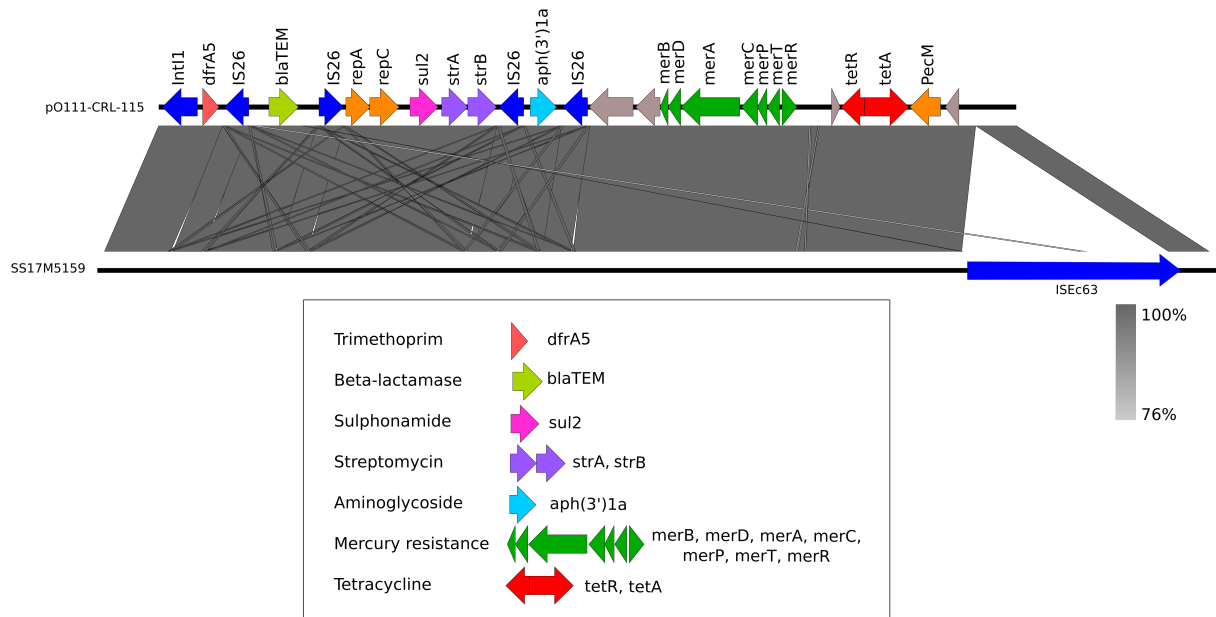 IntI1 dfrA5 IS26 blaTEM IS26 repA repC sul2 strA strB IS26 aph(3')1a IS26 merB merD merA merC merP merT merR tetR tetA PecM
pO111-CRL-115
SS17M5159
ISEc63
100%
76%
Trimethoprim dfrA5
Beta-lactamase blaTEM
Sulphonamide sul2
Streptomycin strA, strB
Aminoglycoside aph(3')1a
Mercury resistance merB, merD, merA, merC,
merP, merT, merR
Tetracycline tetR, tetA